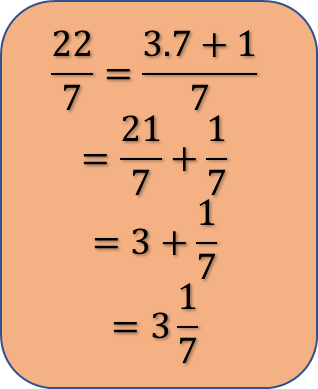 22/7 = (3.7 + 1)/7
= 21/7 + 1/7
= 3 + 1/7
= 3 1/7